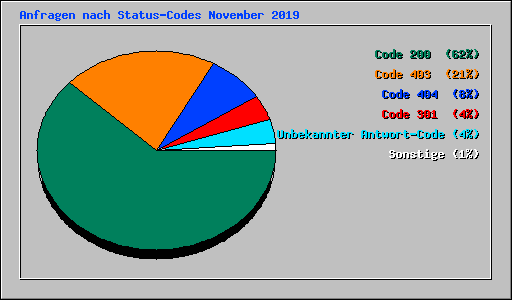 Anfragen nach Status-Codes November 2019
Code 200 (62%)
Code 403 (21%)
Code 404 (8%)
Code 301 (4%)
Unbekannter Antwort-Code (4%)
Sonstige (1%)